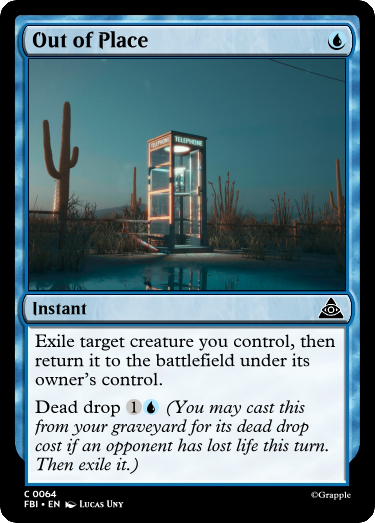 Out of Place
TELEPHONE
TELEPHONE
Instant
Exile target creature you control, then
return it to the battlefield under its
owner's control.
Dead drop 1 (You may cast this
from your graveyard for its dead drop
cost if an opponent has lost life this turn.
Then exile it.)
C 0064
FBI • EN Lucas Uny
©Grapple